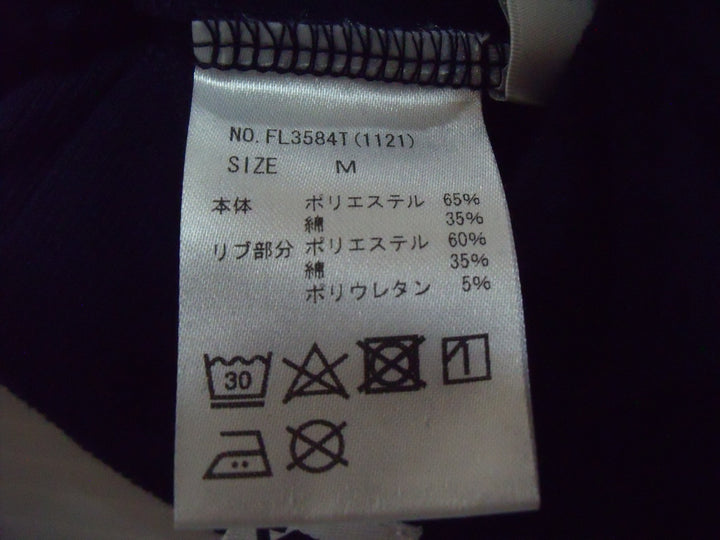 NO. FL3584T(1121)
SIZE M
本体 ポリエステル 65%
綿 35%
リブ部分 ポリエステル 60%
綿 35%
ポリウレタン 5%
30